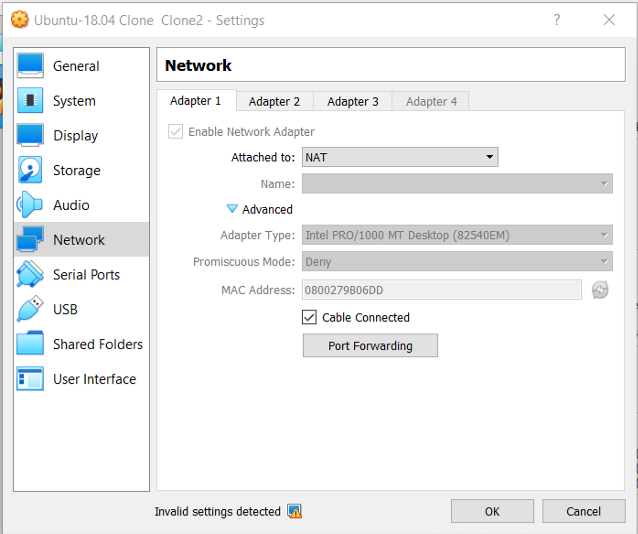 Ubuntu-18.04 Clone Clone2 - Settings
?
General
System
Display
Storage
Audio
Network
Serial Ports
USB
Shared Folders
User Interface
Network
Adapter 1 Adapter 2 Adapter 3 Adapter 4
Enable Network Adapter
Attached to: NAT
Name:
Advanced
Adapter Type: Intel PRO/1000 MT Desktop (82540EM)
Promiscuous Mode: Deny
MAC Address: 0800279B06DD
Cable Connected
Port Forwarding
Invalid settings detected
OK Cancel